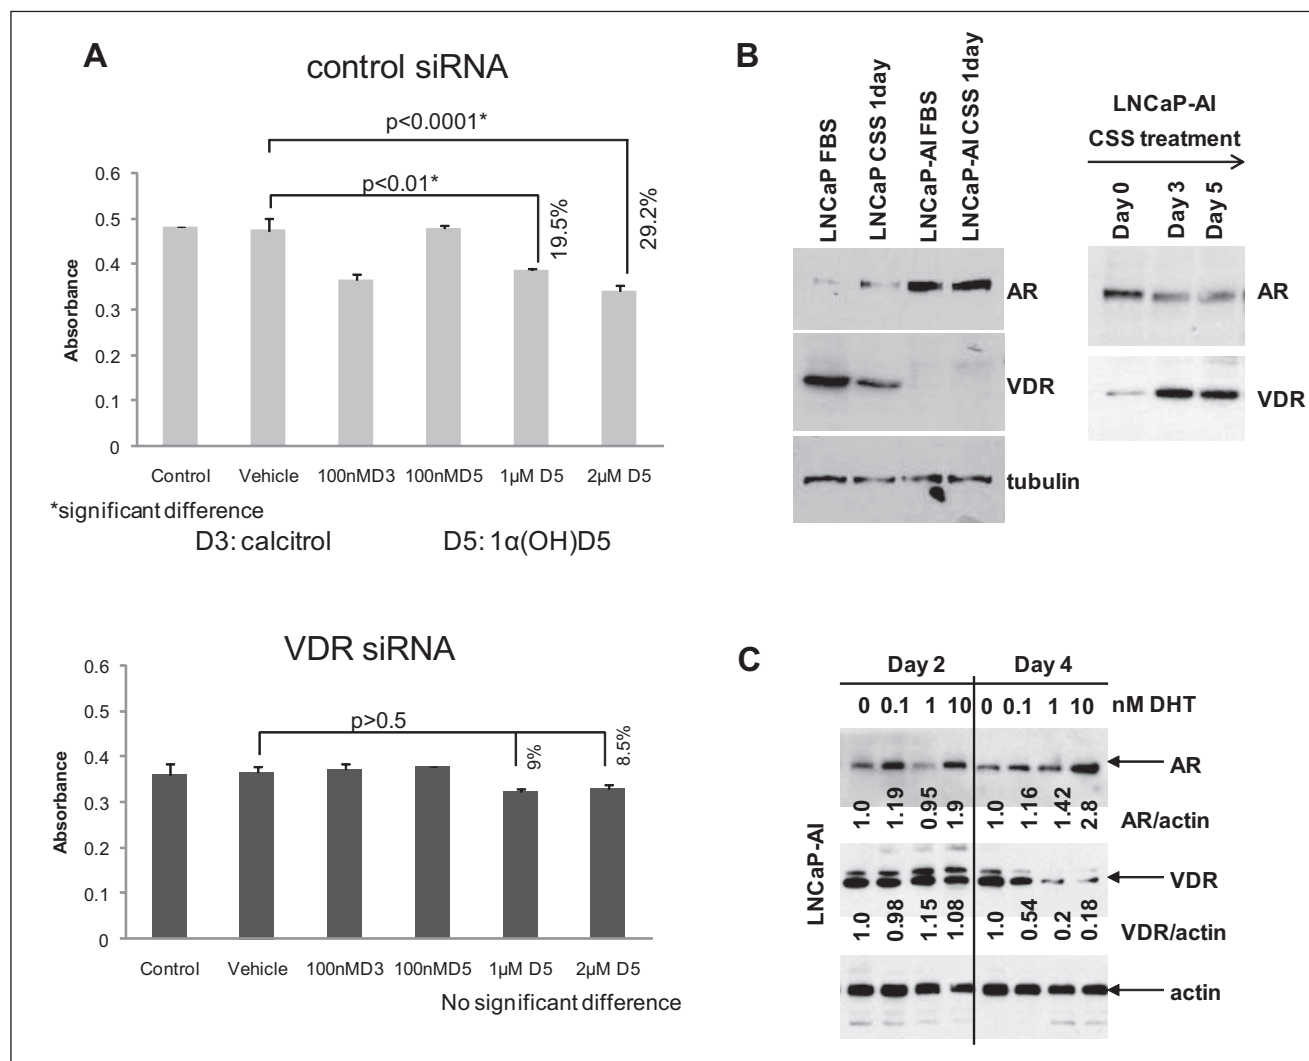 A
control siRNA
p<0.0001*
p<0.01*
19.5%
29.2%
Absorbance
0.6
0.5
0.4
0.3
0.2
0.1
0
Control Vehicle 100nMD3 100nMD5 1µM D5 2µM D5
*significant difference
D3: calcitrol D5: 1α(OH)D5
VDR siRNA
p>0.5
9%
8.5%
Absorbance
0.6
0.5
0.4
0.3
0.2
0.1
0
Control Vehicle 100nMD3 100nMD5 1µM D5 2µM D5
No significant difference
B
LNCaP FBS
LNCaP CSS 1day
LNCaP-AI FBS
LNCaP-AI CSS 1day
AR
VDR
tubulin
LNCaP-AI
CSS treatment
Day 0
Day 3
Day 5
AR
VDR
C
Day 2 Day 4
0 0.1 1 10 0 0.1 1 10 nM DHT
LNCaP-AI
AR
1.0 1.19 0.95 1.9 1.0 1.16 1.42 2.8 AR/actin
VDR
1.0 0.98 1.15 1.08 1.0 0.54 0.2 0.18 VDR/actin
actin